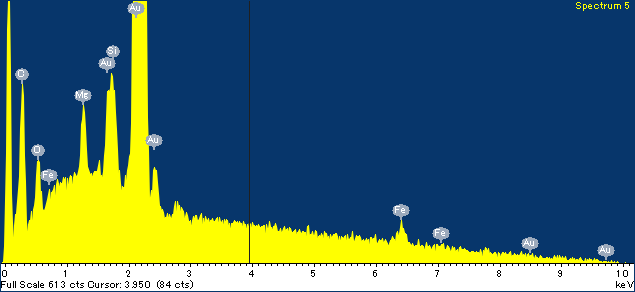 Spectrum 5
Au
Si
Au
C
Mg
Au
O
Fe
Fe
Fe
Au
Au
0 1 2 3 4 5 6 7 8 9 10
Full Scale 613 cts Cursor: 3.950 (84 cts) keV